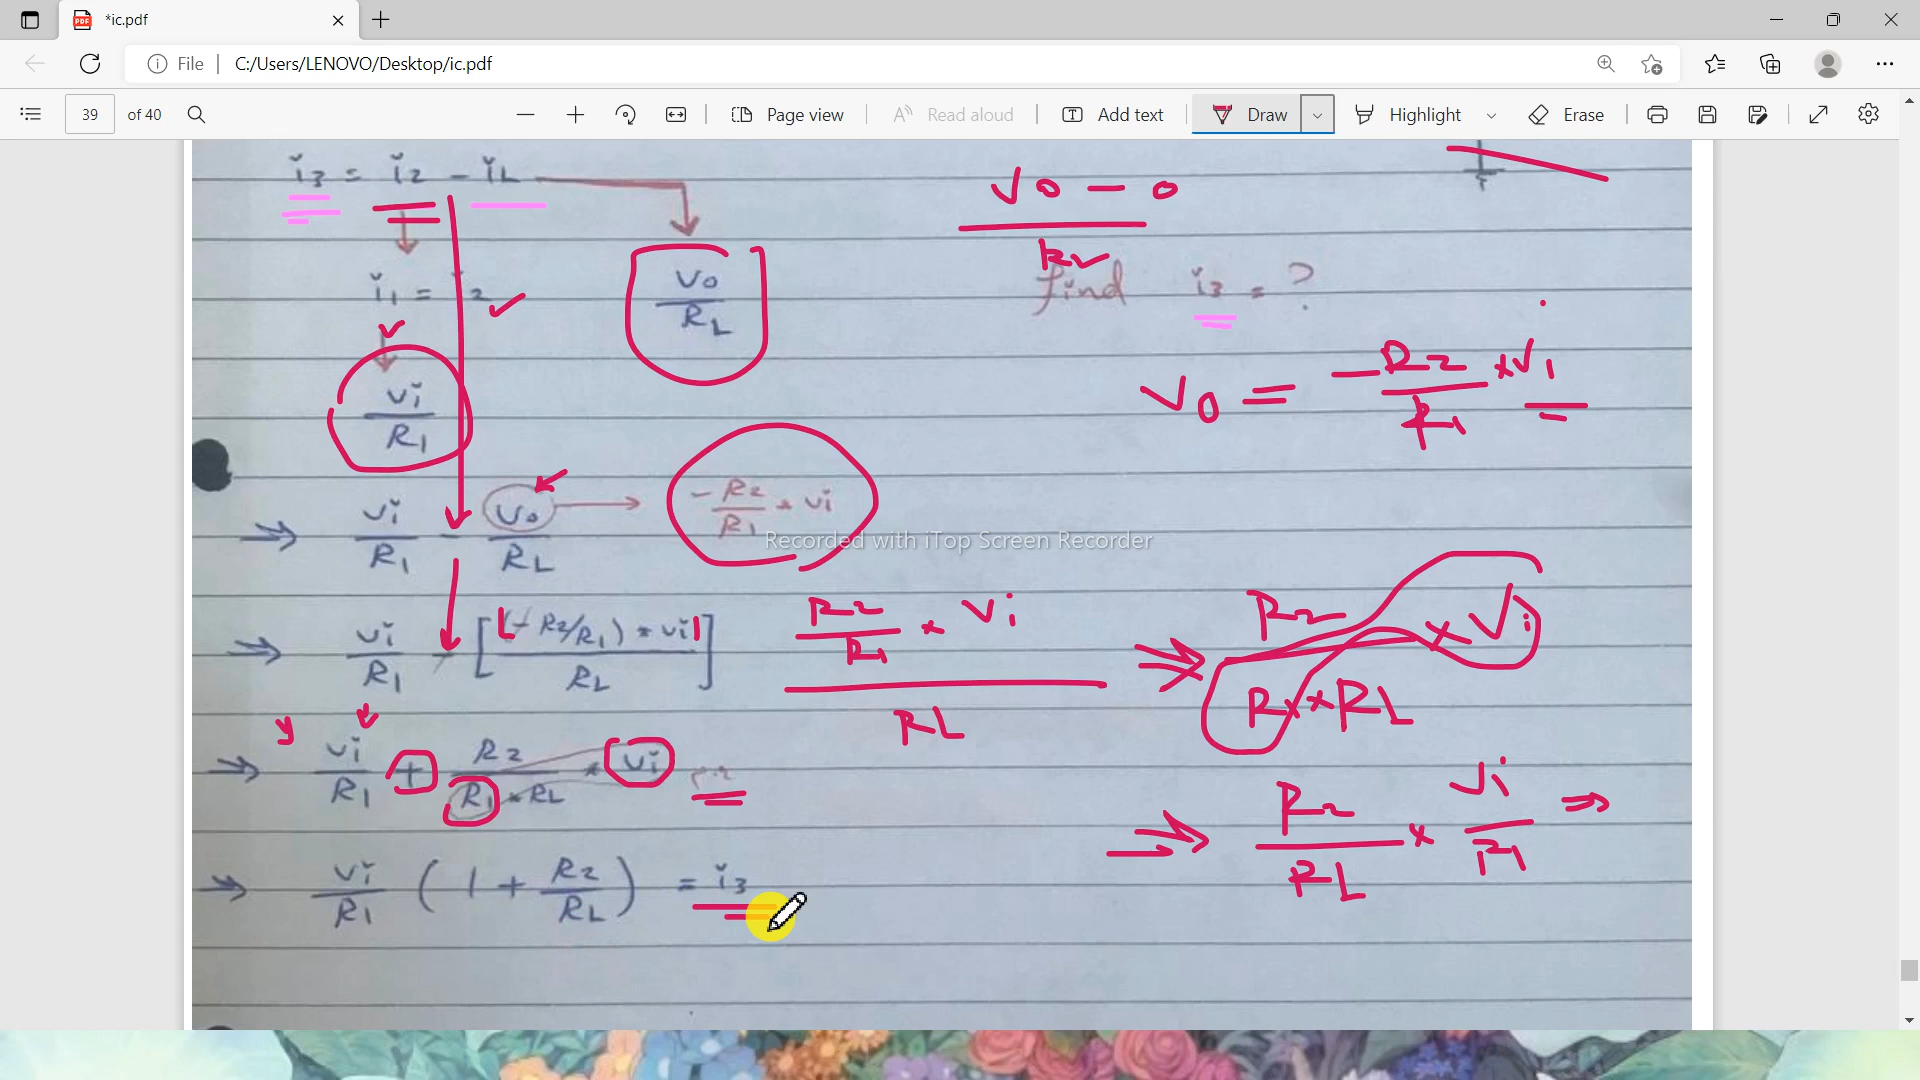 *ic.pdf
File C:/Users/LENOVO/Desktop/ic.pdf
39 of 40 Page view Read aloud Add text Draw Highlight Erase
i3 = i2 - iL
Vo - 0
RL
find i3 = ?
i1 = i2
Vo
RL
Vo = -R2 × Vi
R1
Vi
R1
Vi - Vo → -R2 * Vi
R1 RL R1
Recorded with iTop Screen Recorder
⇒ Vi - [(-R2/R1) * Vi]
R1 RL
R2 × Vi
R1
RL
⇒ R2 × Vi
R1 × RL
⇒ Vi + R2 * Vi
R1 R1 * RL
⇒ R2 × Vi ⇒
RL R1
⇒ Vi ( 1 + R2 ) = i3
R1 RL